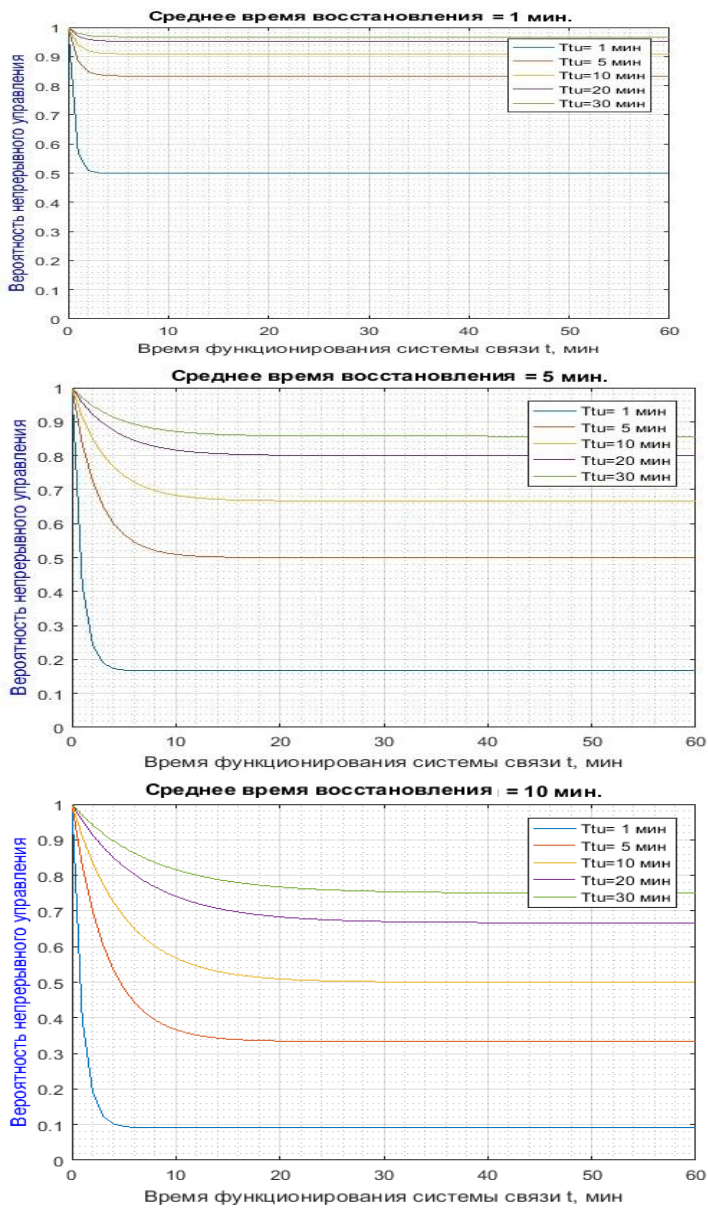 Среднее время восстановления = 1 мин.
Вероятность непрерывного управления
1
0.9
0.8
0.7
0.6
0.5
0.4
0.3
0.2
0.1
0
Ttu= 1 мин
Ttu= 5 мин
Ttu=10 мин
Ttu=20 мин
Ttu=30 мин
0 10 20 30 40 50 60
Время функционирования системы связи t, мин
Среднее время восстановления = 5 мин.
Вероятность непрерывного управления
1
0.9
0.8
0.7
0.6
0.5
0.4
0.3
0.2
0.1
0
Ttu= 1 мин
Ttu= 5 мин
Ttu=10 мин
Ttu=20 мин
Ttu=30 мин
0 10 20 30 40 50 60
Время функционирования системы связи t, мин
Среднее время восстановления = 10 мин.
Вероятность непрерывного управления
1
0.9
0.8
0.7
0.6
0.5
0.4
0.3
0.2
0.1
0
Ttu= 1 мин
Ttu= 5 мин
Ttu=10 мин
Ttu=20 мин
Ttu=30 мин
0 10 20 30 40 50 60
Время функционирования системы связи t, мин